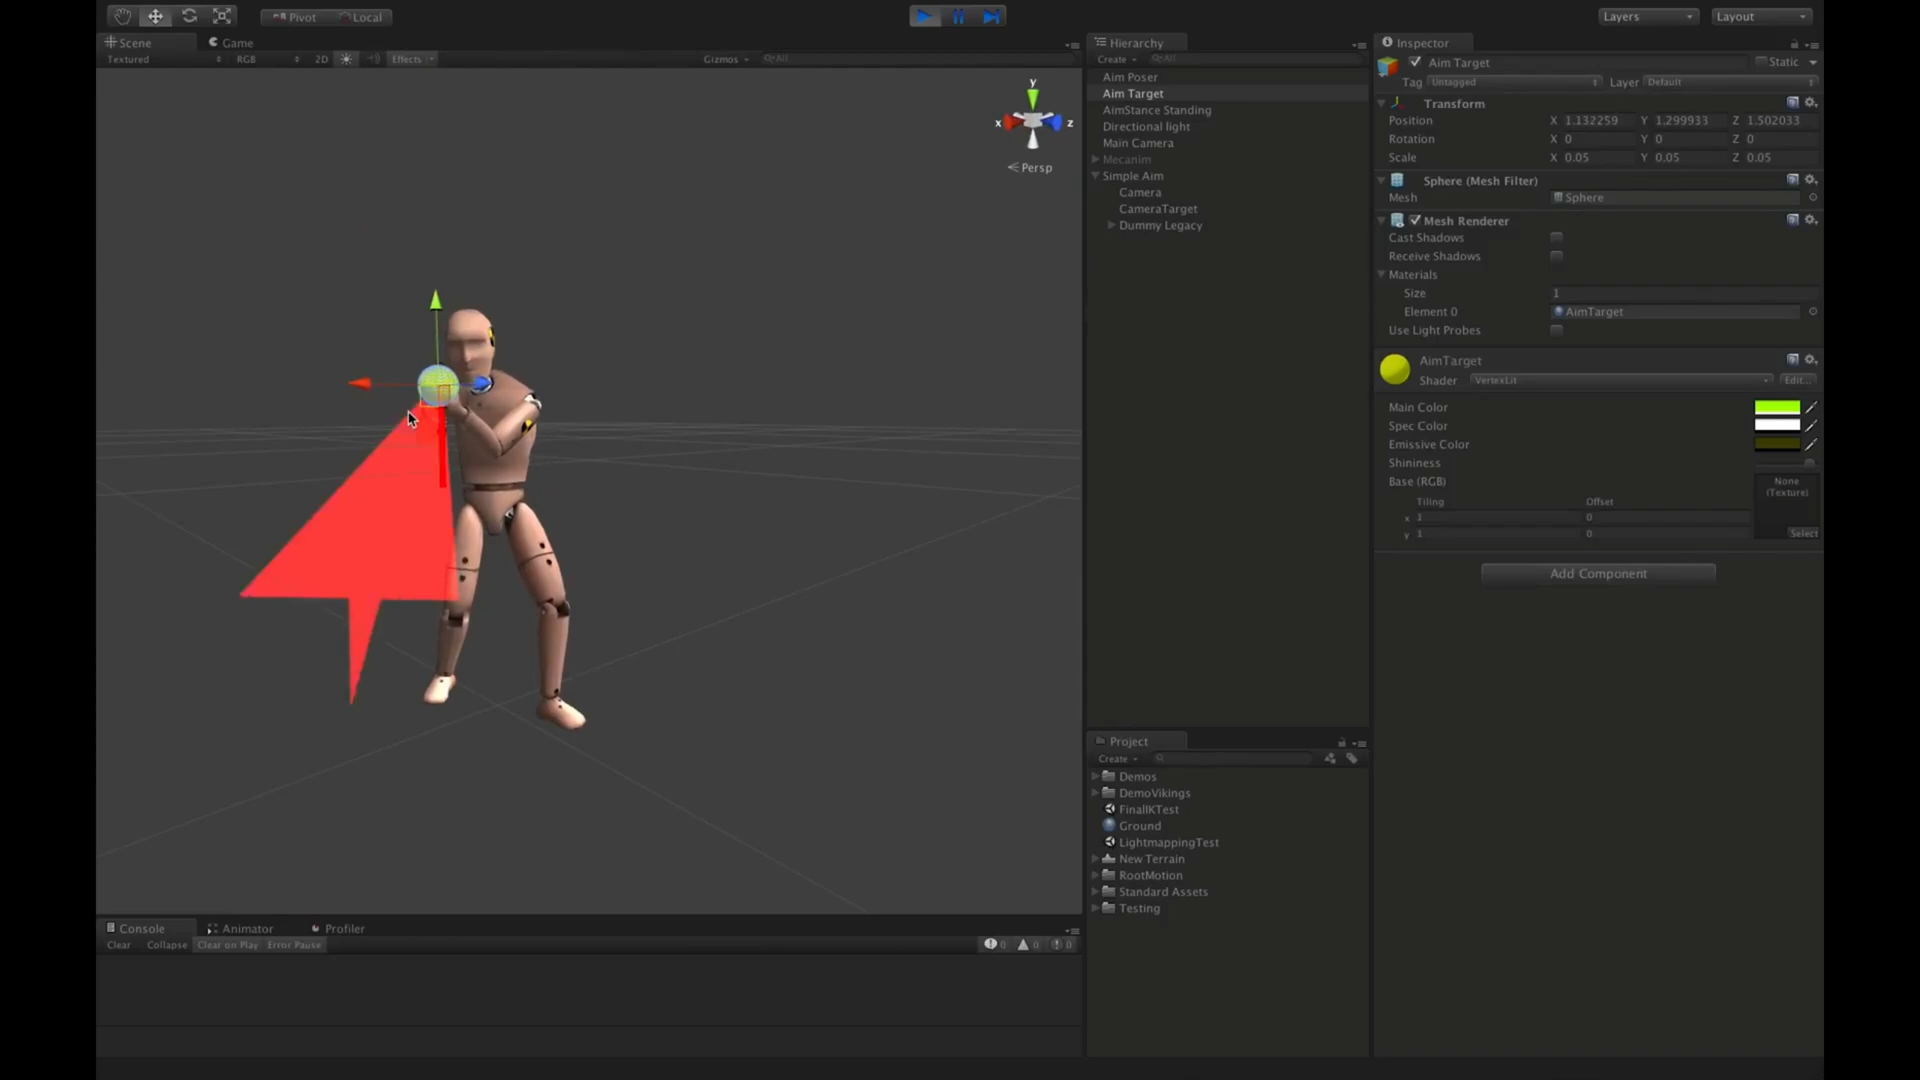 Pivot Local
Layers Layout
Scene Game
Textured RGB 2D Effects Gizmos All
y
x z
Persp
Console Animator Profiler
Clear Collapse Clear on Play Error Pause 0 0 0
Hierarchy
Create All
Aim Poser
Aim Target
AimStance Standing
Directional light
Main Camera
Mecanim
Simple Aim
Camera
CameraTarget
Dummy Legacy
Project
Create
Demos
DemoVikings
FinalIKTest
Ground
LightmappingTest
New Terrain
RootMotion
Standard Assets
Testing
Inspector
Aim Target Static
Tag Untagged Layer Default
Transform
Position X 1.132259 Y 1.299933 Z 1.502033
Rotation X 0 Y 0 Z 0
Scale X 0.05 Y 0.05 Z 0.05
Sphere (Mesh Filter)
Mesh Sphere
Mesh Renderer
Cast Shadows
Receive Shadows
Materials
Size 1
Element 0 AimTarget
Use Light Probes
AimTarget
Shader VertexLit Edit...
Main Color
Spec Color
Emissive Color
Shininess
Base (RGB) None
(Texture)
Tiling Offset
x 1 0
y 1 0
Select
Add Component